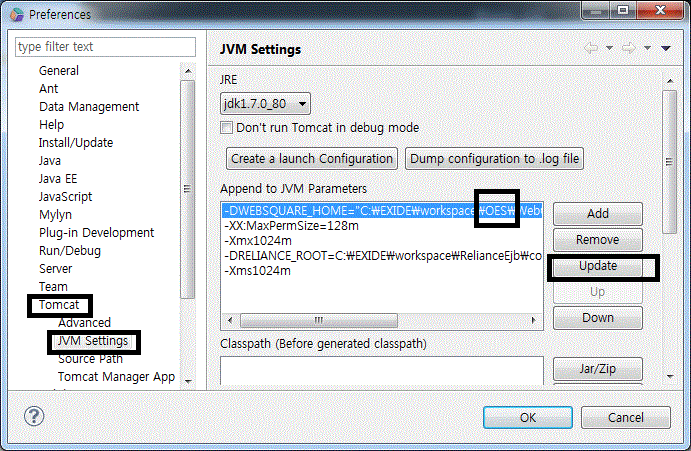 Preferences
type filter text
General
Ant
Data Management
Help
Install/Update
Java
Java EE
JavaScript
Mylyn
Plug-in Development
Run/Debug
Server
Team
Tomcat
Advanced
JVM Settings
Source Path
Tomcat Manager App
JVM Settings
JRE
jdk1.7.0_80
Don't run Tomcat in debug mode
Create a launch Configuration
Dump configuration to .log file
Append to JVM Parameters
-DWEBSQUARE_HOME="C:₩EXIDE₩workspace₩OES₩Web
-XX:MaxPermSize=128m
-Xmx1024m
-DRELIANCE_ROOT=C:₩EXIDE₩workspace₩RelianceEjb₩co
-Xms1024m
Add
Remove
Update
Up
Down
Classpath (Before generated classpath)
Jar/Zip
?
OK
Cancel